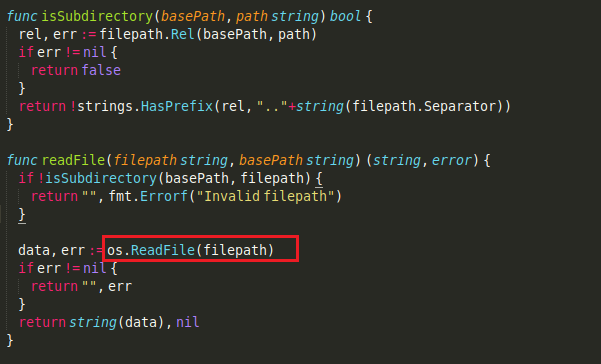 func isSubdirectory(basePath, path string) bool {
rel, err := filepath.Rel(basePath, path)
if err != nil {
return false
}
return !strings.HasPrefix(rel, ".."+string(filepath.Separator))
}
func readFile(filepath string, basePath string) (string, error) {
if !isSubdirectory(basePath, filepath) {
return "", fmt.Errorf("Invalid filepath")
}
data, err := os.ReadFile(filepath)
if err != nil {
return "", err
}
return string(data), nil
}